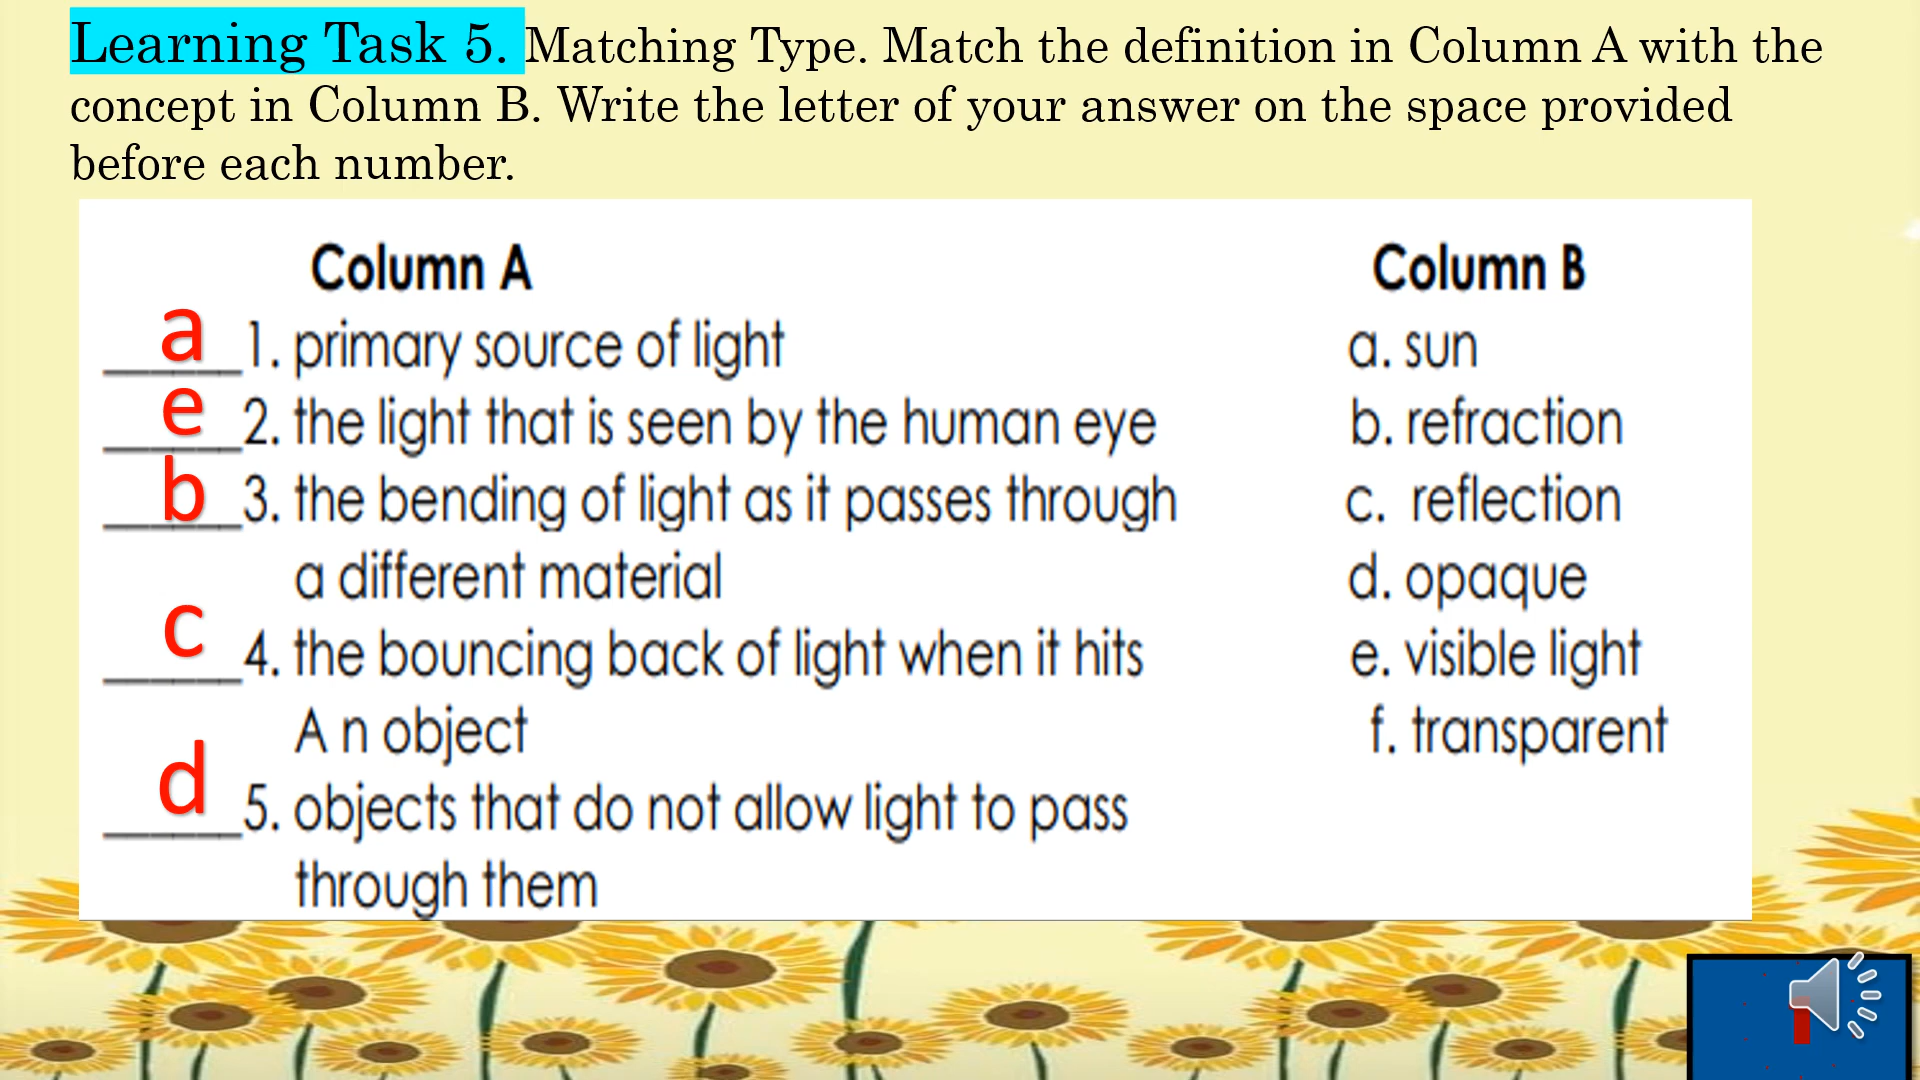 Learning Task 5. Matching Type. Match the definition in Column A with the
concept in Column B. Write the letter of your answer on the space provided
before each number.
Column A
a 1. primary source of light
e 2. the light that is seen by the human eye
b 3. the bending of light as it passes through
a different material
c 4. the bouncing back of light when it hits
A n object
d 5. objects that do not allow light to pass
through them
Column B
a. sun
b. refraction
c. reflection
d. opaque
e. visible light
f. transparent